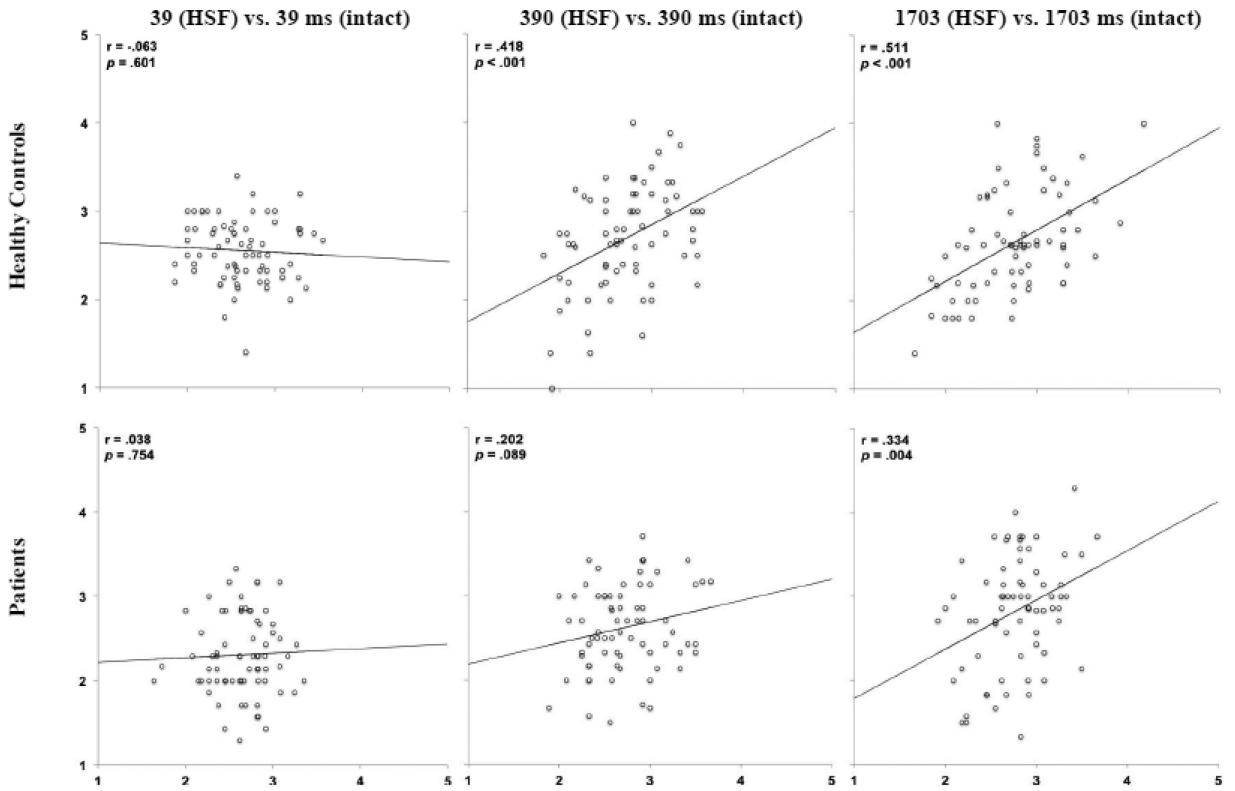 39 (HSF) vs. 39 ms (intact)
390 (HSF) vs. 390 ms (intact)
1703 (HSF) vs. 1703 ms (intact)
Healthy Controls
5
4
3
2
1
r = -.063
p = .601
r = .418
p < .001
r = .511
p < .001
Patients
5
4
3
2
1
r = .038
p = .754
r = .202
p = .089
r = .334
p = .004
1 2 3 4 5
1 2 3 4 5
1 2 3 4 5